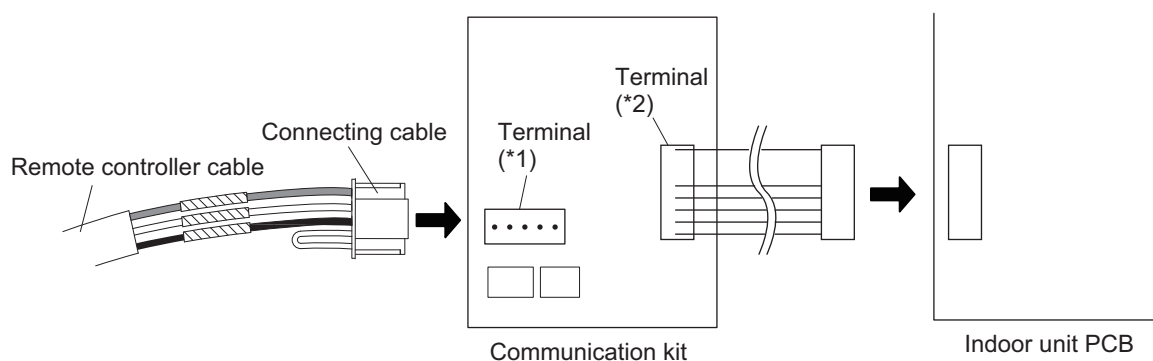 Remote controller cable
Connecting cable
Terminal
(*1)
Terminal
(*2)
Communication kit
Indoor unit PCB